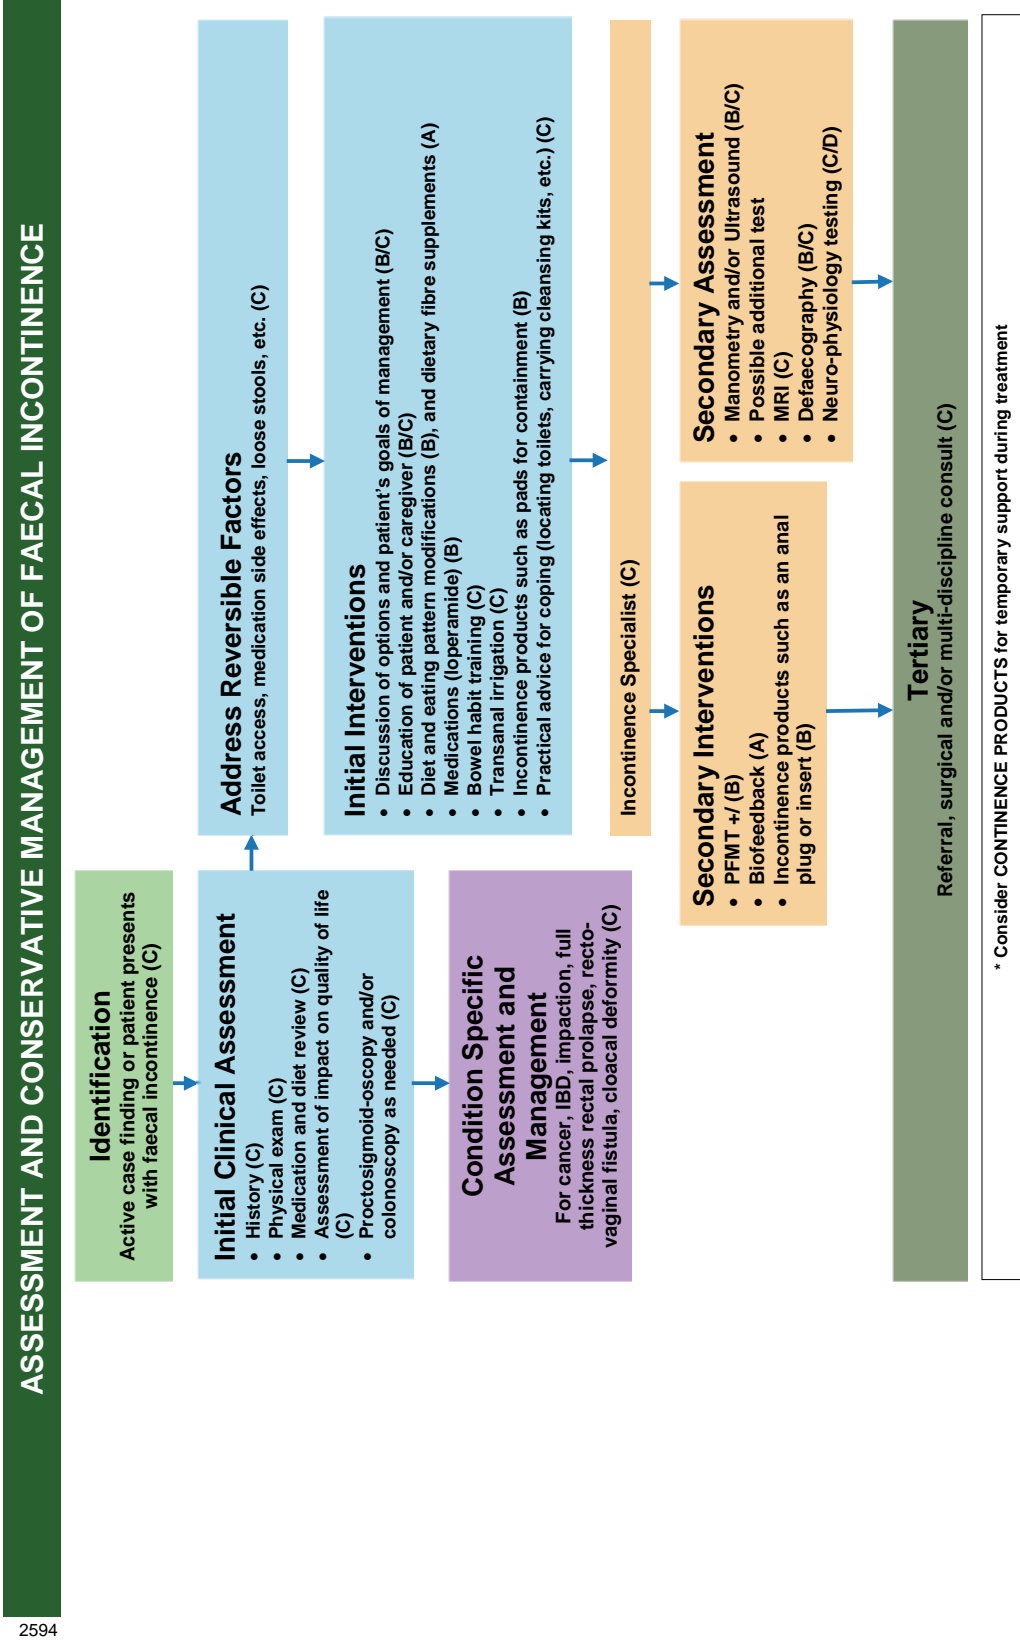 ASSESSMENT AND CONSERVATIVE MANAGEMENT OF FAECAL INCONTINENCE
Identification
Active case finding or patient presents
with faecal incontinence (C)
Initial Clinical Assessment
• History (C)
• Physical exam (C)
• Medication and diet review (C)
• Assessment of impact on quality of life
(C)
• Proctosigmoid-oscopy and/or
colonoscopy as needed (C)
Condition Specific
Assessment and
Management
For cancer, IBD, impaction, full
thickness rectal prolapse, recto-
vaginal fistula, cloacal deformity (C)
Address Reversible Factors
Toilet access, medication side effects, loose stools, etc. (C)
Initial Interventions
• Discussion of options and patient's goals of management (B/C)
• Education of patient and/or caregiver (B/C)
• Diet and eating pattern modifications (B), and dietary fibre supplements (A)
• Medications (loperamide) (B)
• Bowel habit training (C)
• Transanal irrigation (C)
• Incontinence products such as pads for containment (B)
• Practical advice for coping (locating toilets, carrying cleansing kits, etc.) (C)
Incontinence Specialist (C)
Secondary Interventions
• PFMT +/ (B)
• Biofeedback (A)
• Incontinence products such as an anal
plug or insert (B)
Secondary Assessment
• Manometry and/or Ultrasound (B/C)
• Possible additional test
• MRI (C)
• Defaecography (B/C)
• Neuro-physiology testing (C/D)
Tertiary
Referral, surgical and/or multi-discipline consult (C)
* Consider CONTINENCE PRODUCTS for temporary support during treatment
2594